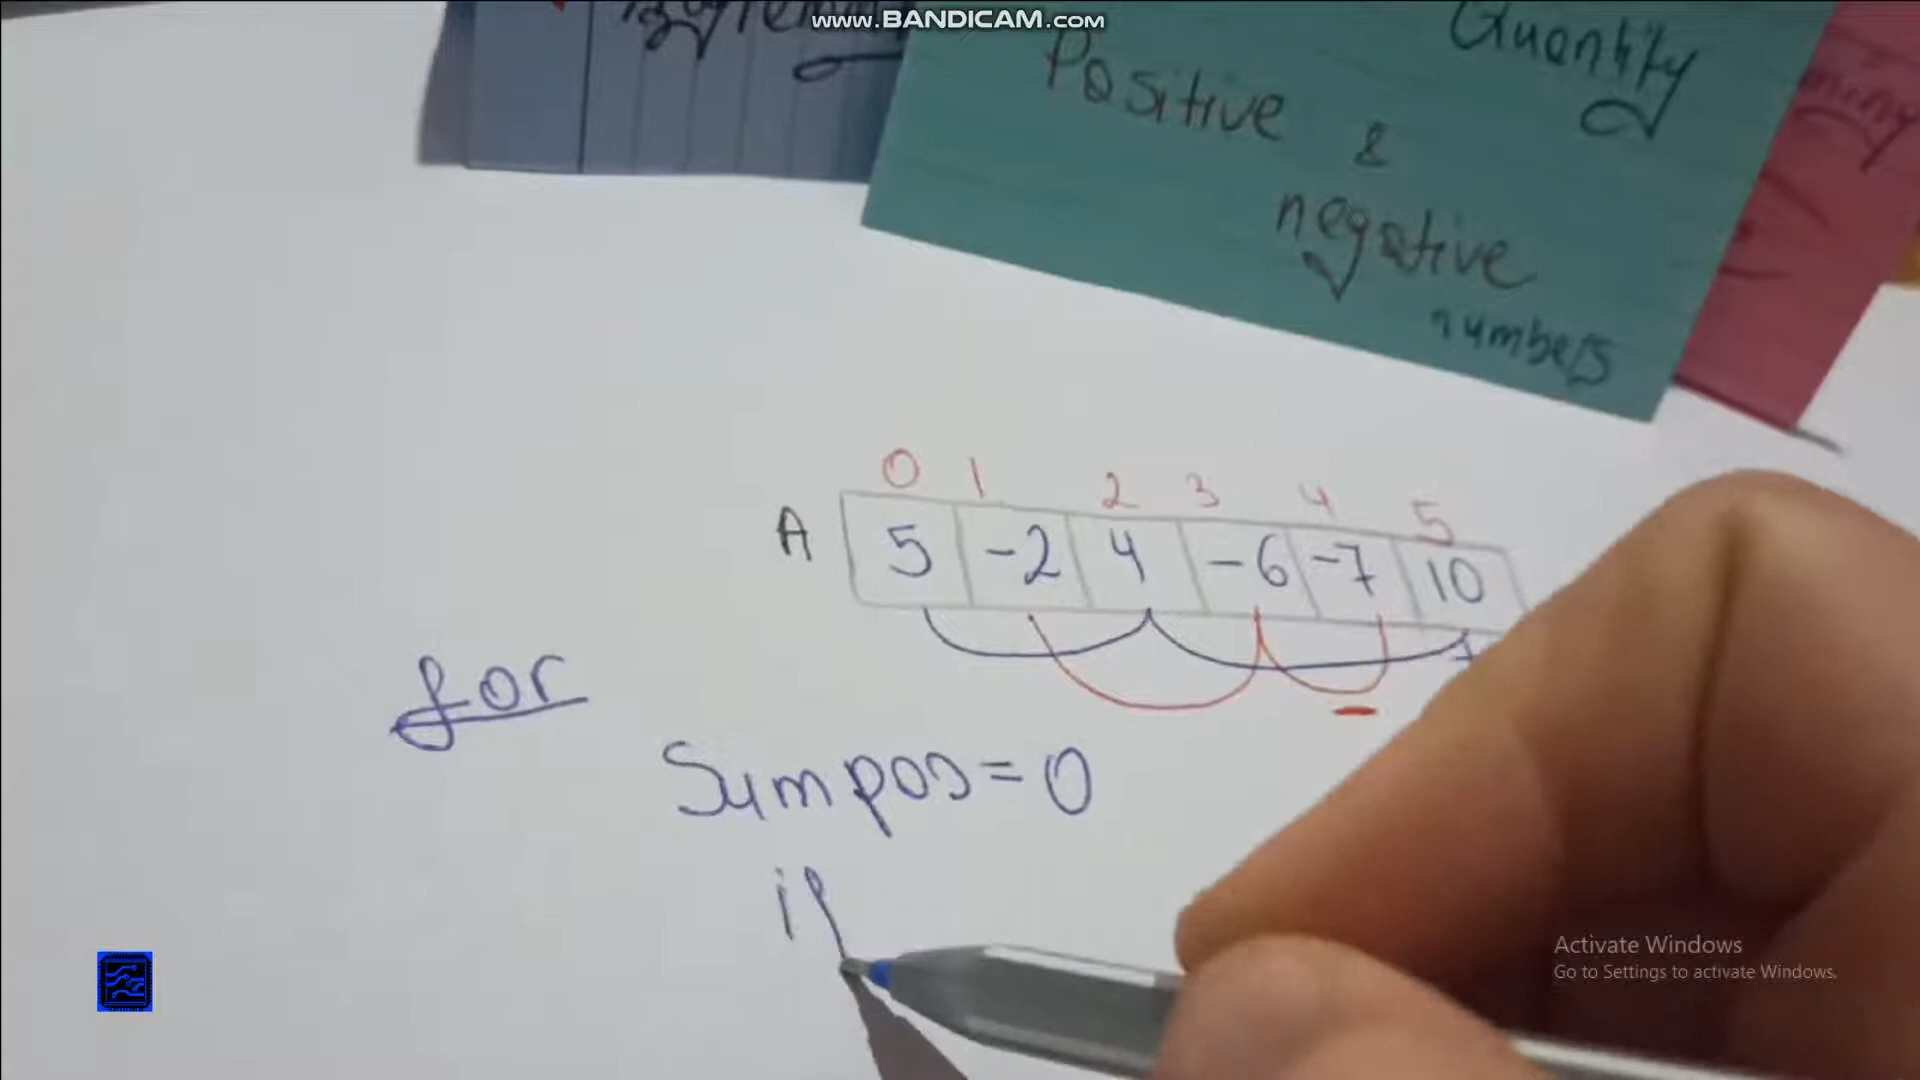 www.BANDICAM.com
Quantity
Positive
&
negative
numbers
0 1 2 3 4 5
A 5 -2 4 -6 -7 10
for
Sumpos=0
if
Activate Windows
Go to Settings to activate Windows.